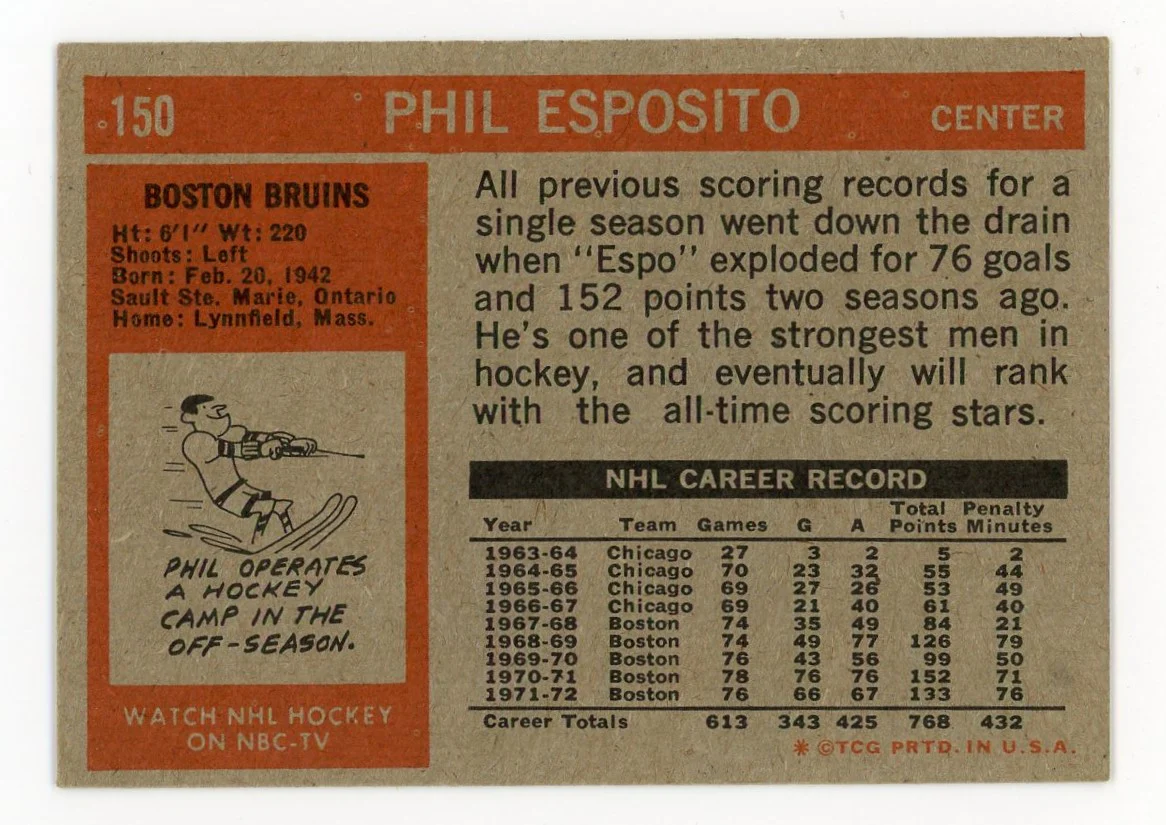 150 PHIL ESPOSITO CENTER
BOSTON BRUINS
Ht: 6'1" Wt: 220
Shoots: Left
Born: Feb. 20, 1942
Sault Ste. Marie, Ontario
Home: Lynnfield, Mass.
PHIL OPERATES
A HOCKEY
CAMP IN THE
OFF-SEASON.
WATCH NHL HOCKEY
ON NBC-TV
All previous scoring records for a
single season went down the drain
when "Espo" exploded for 76 goals
and 152 points two seasons ago.
He's one of the strongest men in
hockey, and eventually will rank
with the all-time scoring stars.
NHL CAREER RECORD
Year Team Games G A Total Points Penalty Minutes
1963-64 Chicago 27 3 2 5 2
1964-65 Chicago 70 23 32 55 44
1965-66 Chicago 69 27 26 53 49
1966-67 Chicago 69 21 40 61 40
1967-68 Boston 74 35 49 84 21
1968-69 Boston 74 49 77 126 79
1969-70 Boston 76 43 56 99 50
1970-71 Boston 78 76 76 152 71
1971-72 Boston 76 66 67 133 76
Career Totals 613 343 425 768 432
* ©TCG PRTD. IN U.S.A.